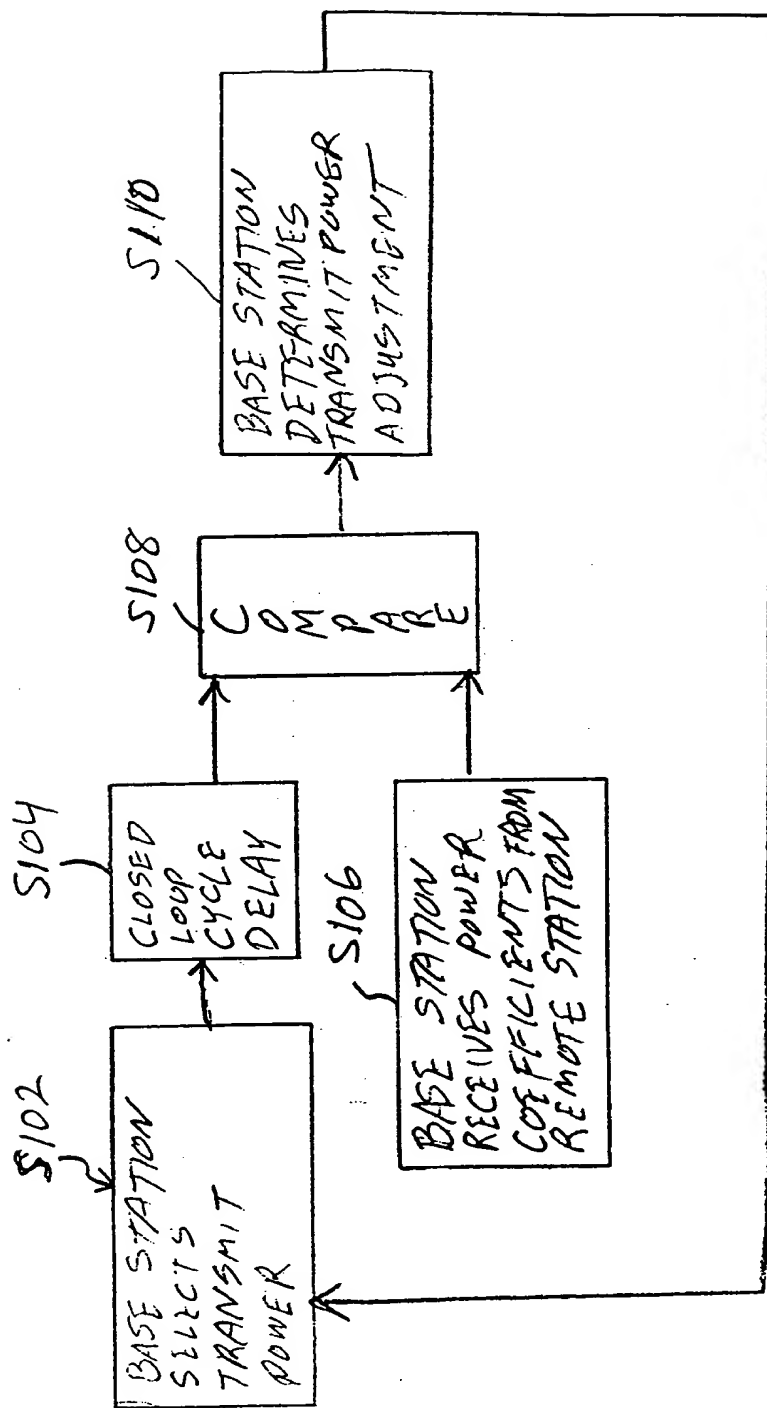 S102
BASE STATION
SELECTS
TRANSMIT
POWER
S104
CLOSED
LOOP
CYCLE
DELAY
S106
BASE STATION
RECEIVES POWER
COEFFICIENTS FROM
REMOTE STATION
S108
COMPARE
S110
BASE STATION
DETERMINES
TRANSMIT POWER
ADJUSTMENT